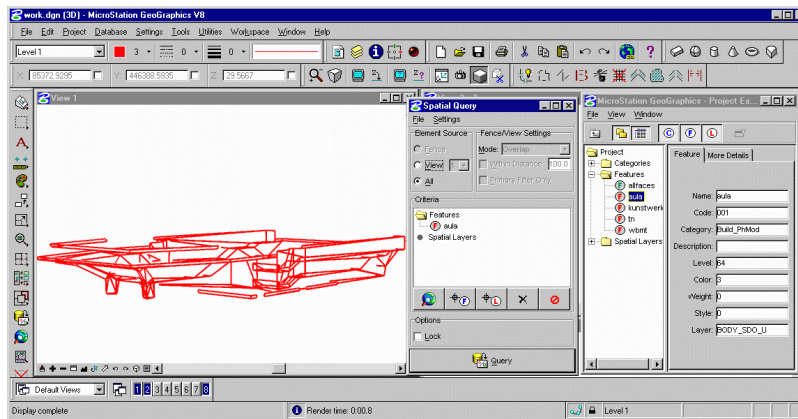 work.dgn (3D) - MicroStation GeoGraphics V8
File Edit Project Database Settings Tools Utilities Workspace Window Help
Level 1 3 0 0
X: 85372.9295 Y: 446388.5935 Z: 29.5667
View 1
Spatial Query
File Settings
Element Source
Fence
View 1
All
Fence/View Settings
Mode: Overlap
Within Distance 100.0
Primary Filter Only
Criteria
Features
aula
Spatial Layers
Options
Lock
Query
MicroStation GeoGraphics - Project Ex...
File View Window
Project
Categories
Features
allfaces
aula
kunstwerk
tn
wbmt
Spatial Layers
Feature More Details
Name: aula
Code: 001
Category: Build_PhMod
Description:
Level: 64
Color: 3
Weight: 0
Style: 0
Layer: BODY_SDO_U
Default Views 1 2 3 4 5 6 7 8
Display complete Render time: 0:00.8 Level 1